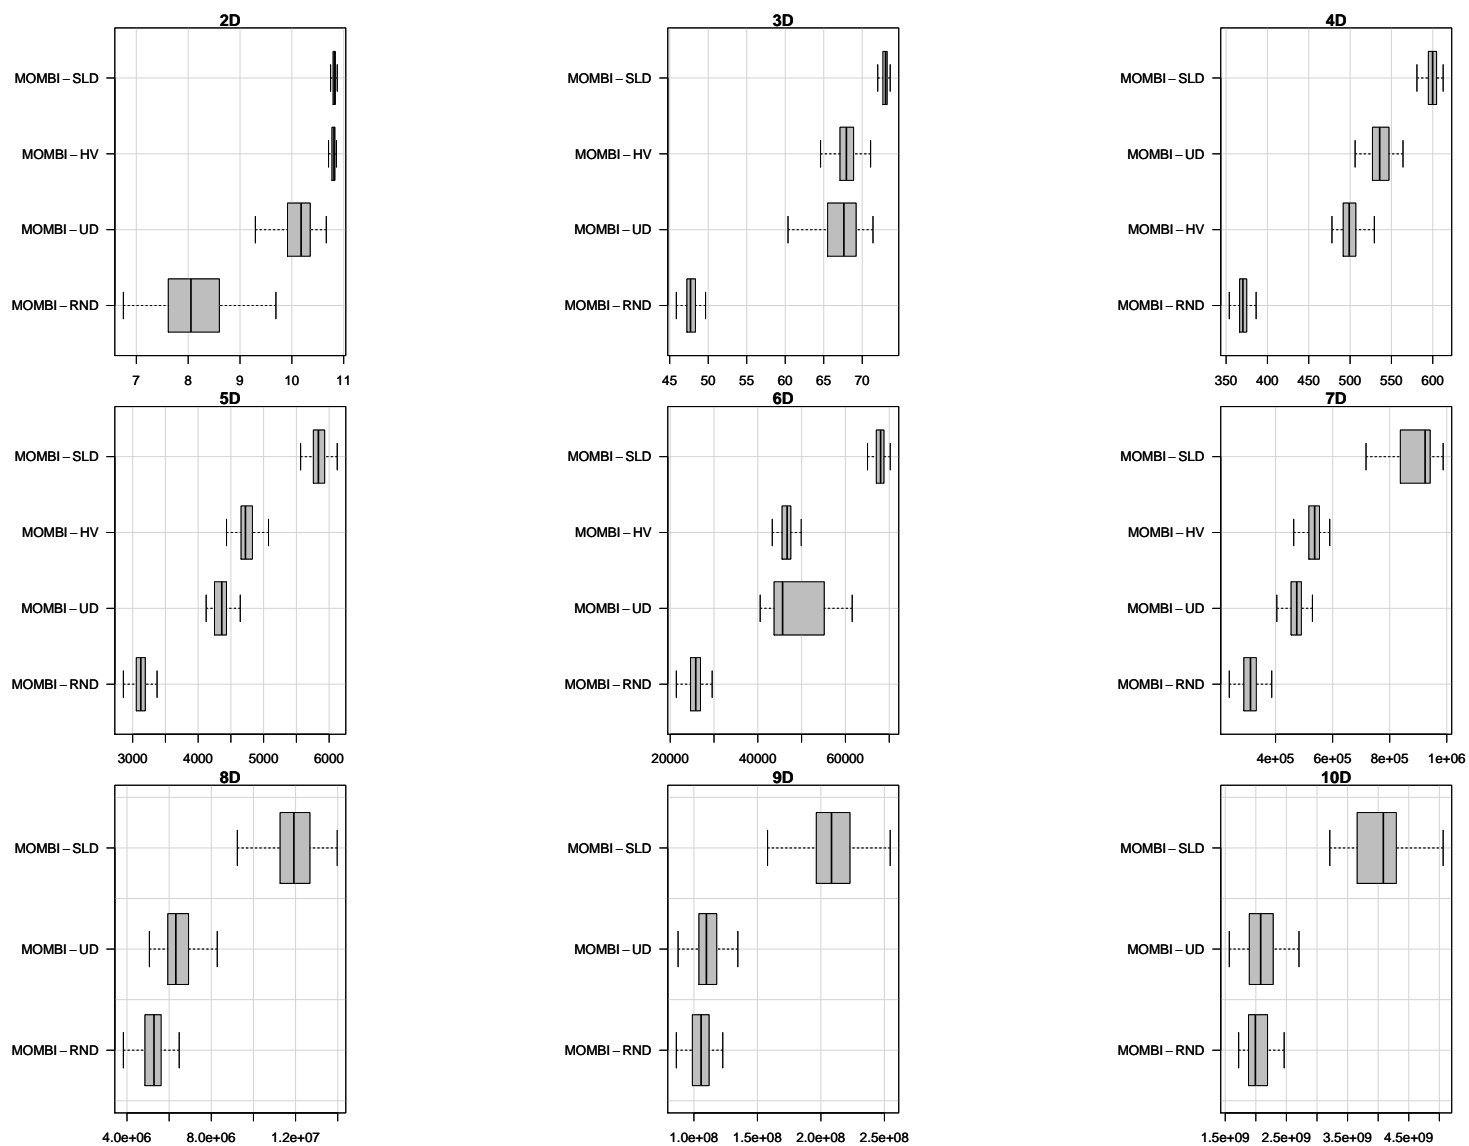 2D
MOMBI-SLD
MOMBI-HV
MOMBI-UD
MOMBI-RND
7 8 9 10 11
3D
MOMBI-SLD
MOMBI-HV
MOMBI-UD
MOMBI-RND
45 50 55 60 65 70
4D
MOMBI-SLD
MOMBI-UD
MOMBI-HV
MOMBI-RND
350 400 450 500 550 600
5D
MOMBI-SLD
MOMBI-HV
MOMBI-UD
MOMBI-RND
3000 4000 5000 6000
6D
MOMBI-SLD
MOMBI-HV
MOMBI-UD
MOMBI-RND
20000 40000 60000
7D
MOMBI-SLD
MOMBI-HV
MOMBI-UD
MOMBI-RND
4e+05 6e+05 8e+05 1e+06
8D
MOMBI-SLD
MOMBI-UD
MOMBI-RND
4.0e+06 8.0e+06 1.2e+07
9D
MOMBI-SLD
MOMBI-UD
MOMBI-RND
1.0e+08 1.5e+08 2.0e+08 2.5e+08
10D
MOMBI-SLD
MOMBI-UD
MOMBI-RND
1.5e+09 2.5e+09 3.5e+09 4.5e+09